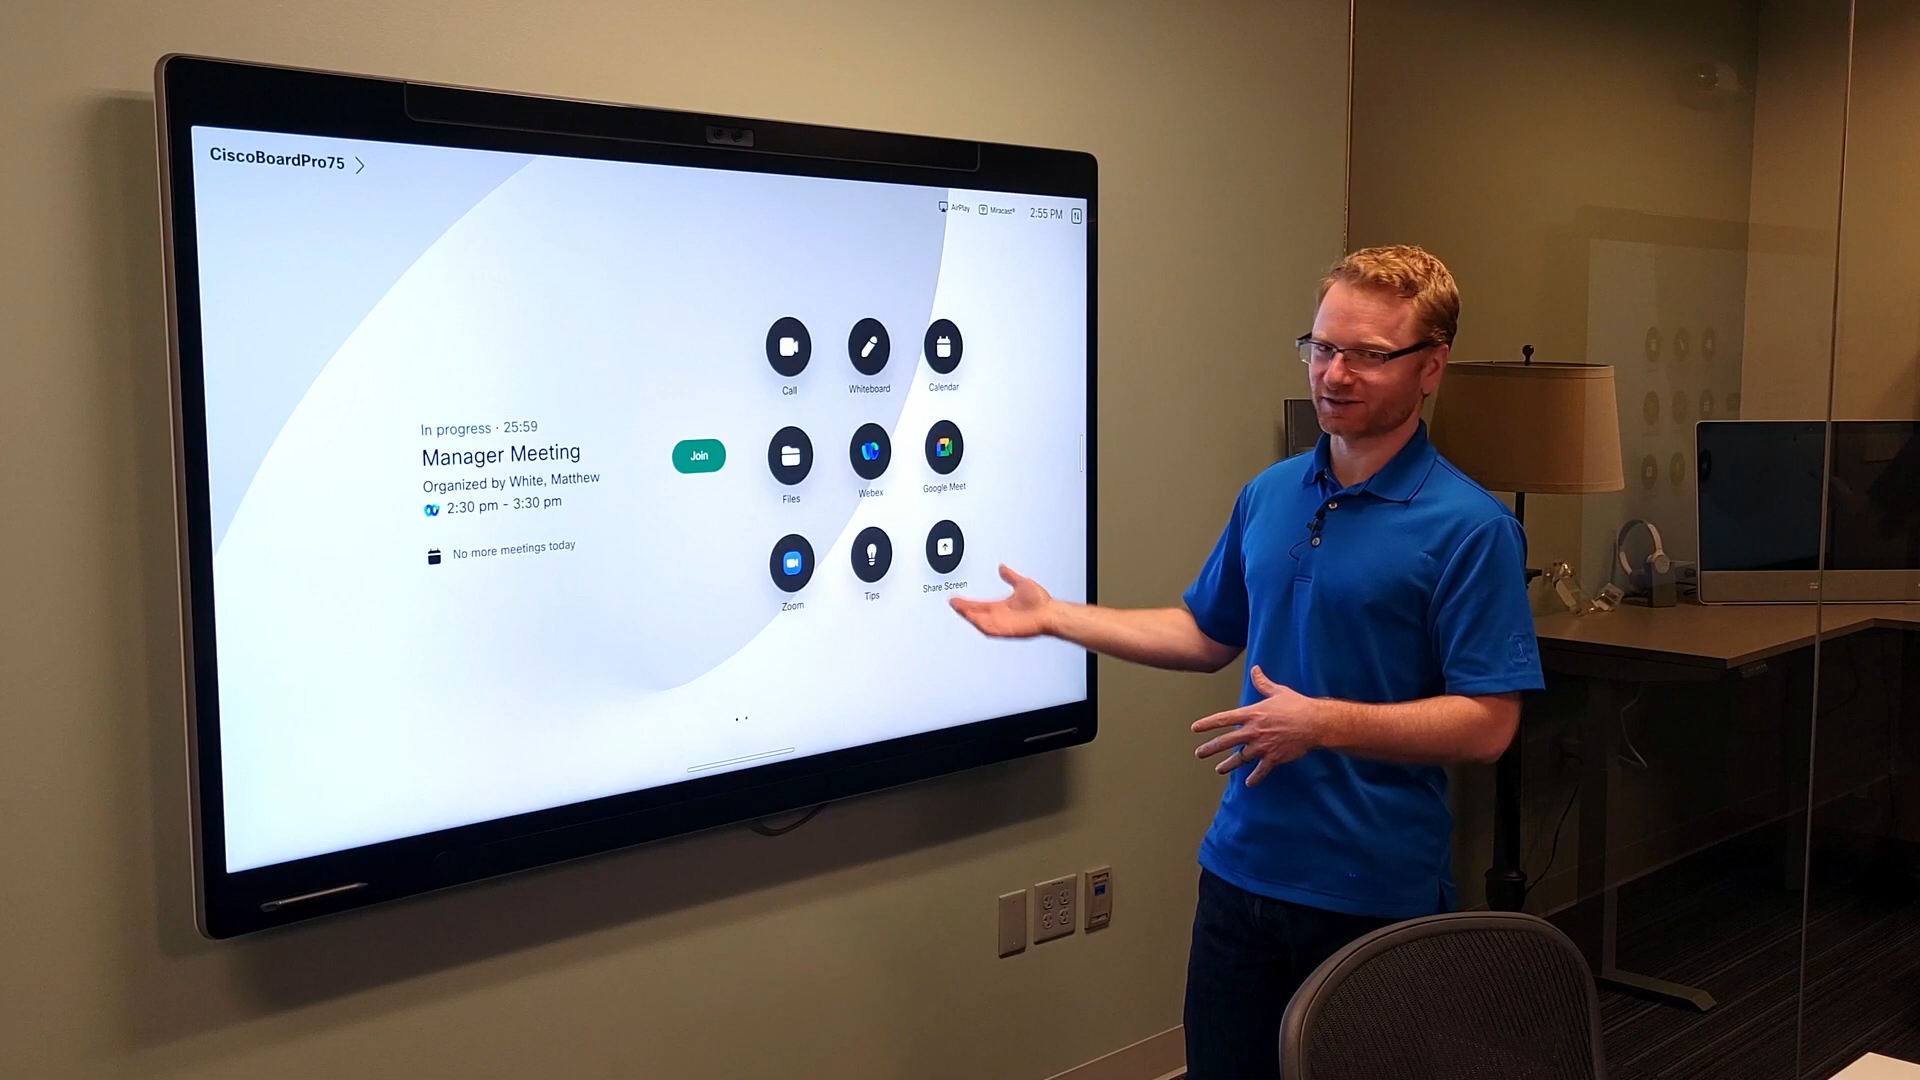 CiscoBoardPro75
AirPlay
Miracast®
2:55 PM
In progress · 25:59
Manager Meeting
Organized by White, Matthew
2:30 pm - 3:30 pm
No more meetings today
Join
Call
Whiteboard
Calendar
Files
Webex
Google Meet
Zoom
Tips
Share Screen